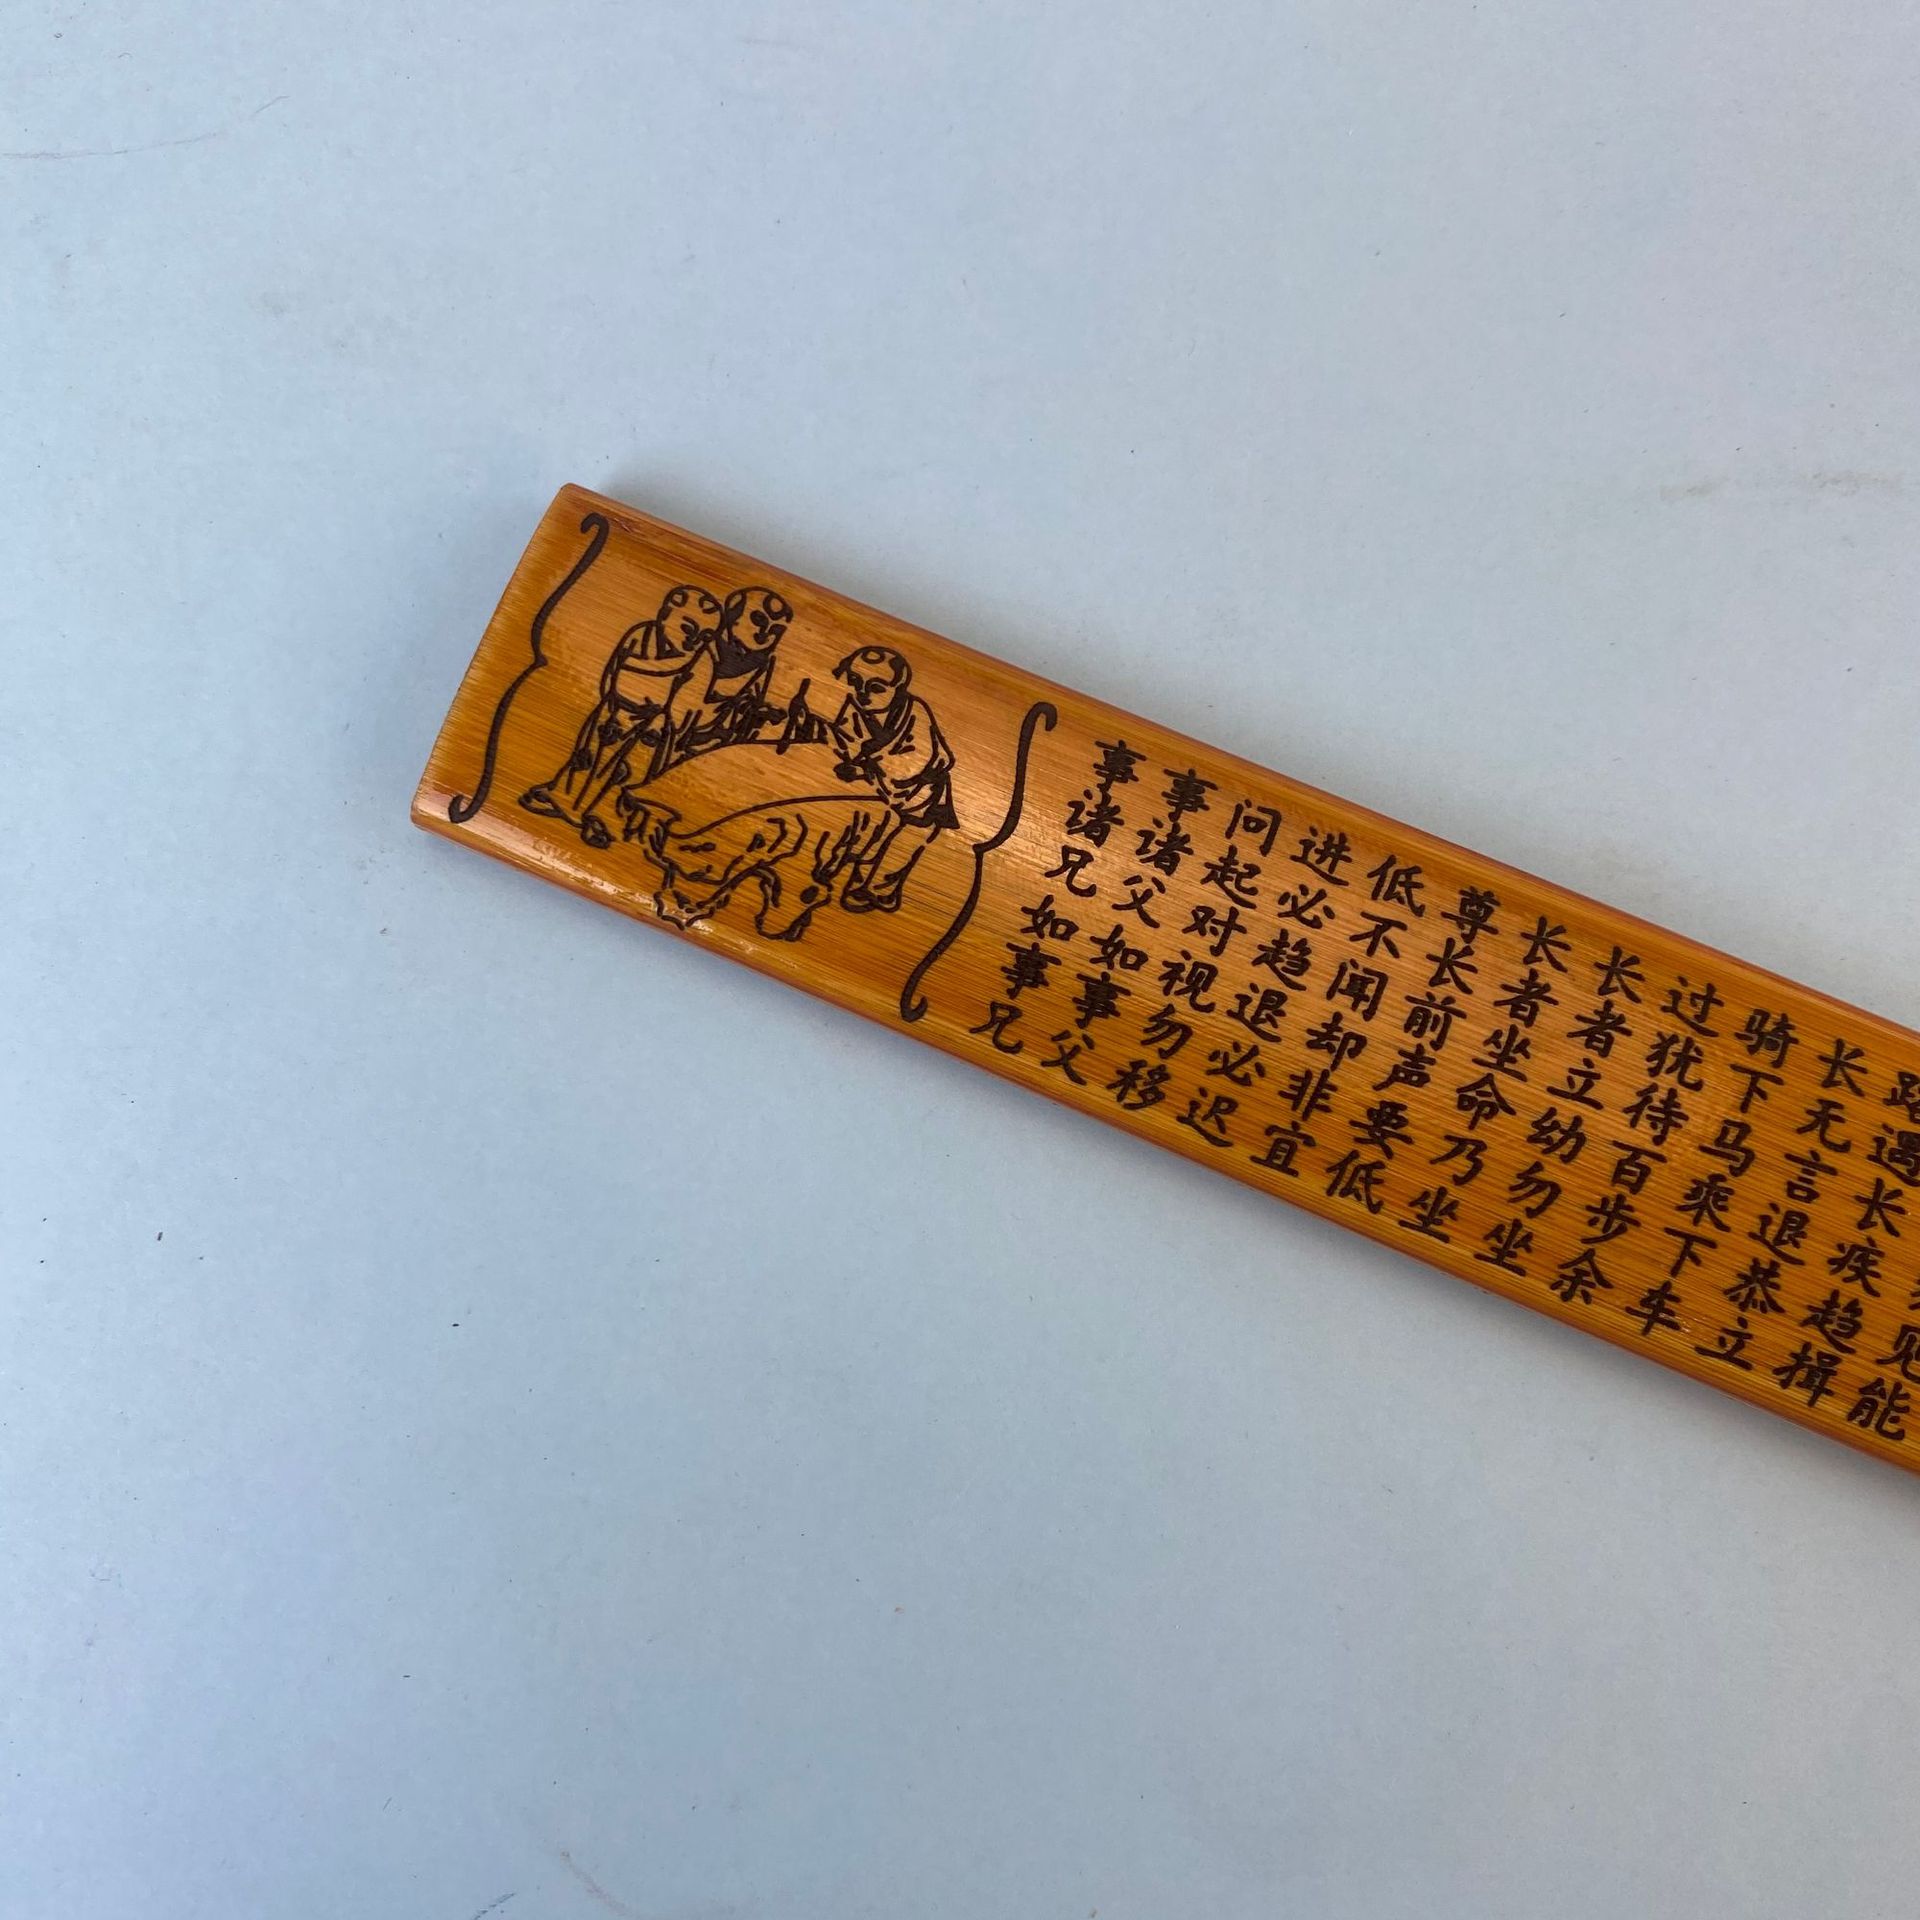 见能
路遇长疾趋揖
长无言退恭立
骑下马乘下车
过犹待百步余
长者立幼勿坐
长者坐命乃坐
尊长前声要低
低不闻却非宜
进必趋退必迟
问起对视勿移
事诸父如事父
事诸兄如事兄